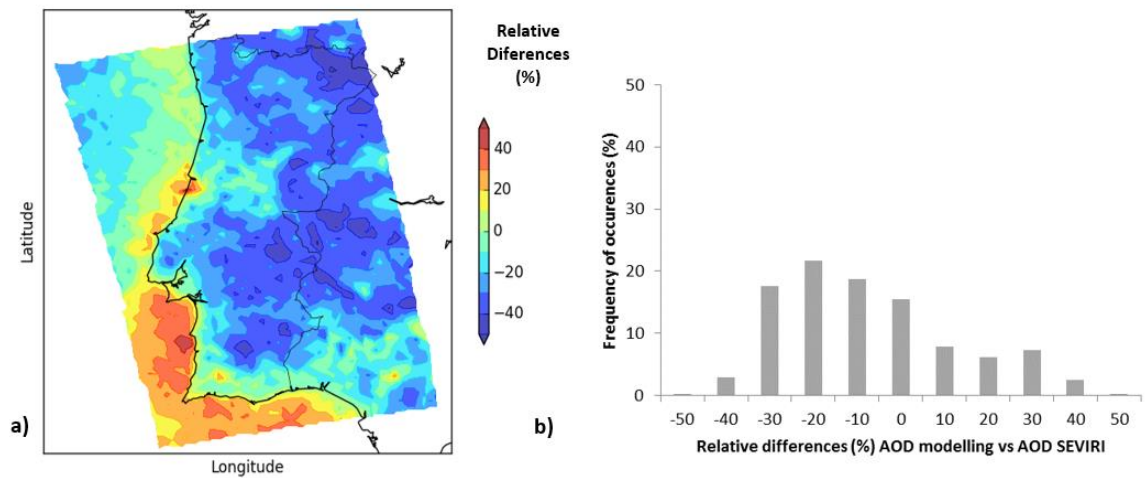 Relative
Diferences
(%)
40
20
0
−20
−40
Latitude
Longitude
a)
50
40
30
20
10
0
Frequency of occurences (%)
-50 -40 -30 -20 -10 0 10 20 30 40 50
Relative differences (%) AOD modelling vs AOD SEVIRI
b)